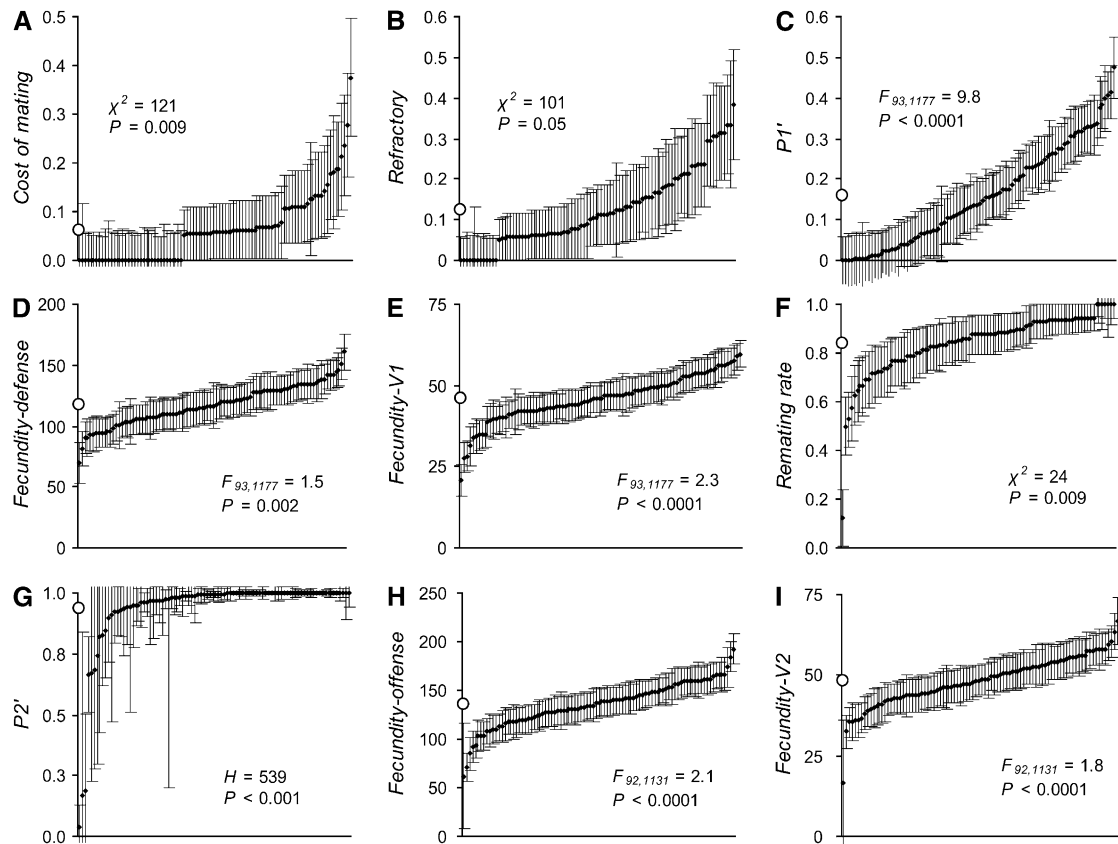 A
Cost of mating
0.5
0.4
0.3
0.2
0.1
0.0
χ² = 121
P = 0.009
B
Refractory
0.6
0.5
0.4
0.3
0.2
0.1
0
χ² = 101
P = 0.05
C
P1'
0.6
0.5
0.4
0.3
0.2
0.1
0
F93,1177 = 9.8
P < 0.0001
D
Fecundity-defense
200
150
100
50
0
F93,1177 = 1.5
P = 0.002
E
Fecundity-V1
75
50
25
0
F93,1177 = 2.3
P < 0.0001
F
Remating rate
1.0
0.8
0.6
0.4
0.2
0.0
χ² = 24
P = 0.009
G
P2'
1.0
0.8
0.5
0.3
0.0
H = 539
P < 0.001
H
Fecundity-offense
250
200
150
100
50
0
F92,1131 = 2.1
P < 0.0001
I
Fecundity-V2
75
50
25
0
F92,1131 = 1.8
P < 0.0001